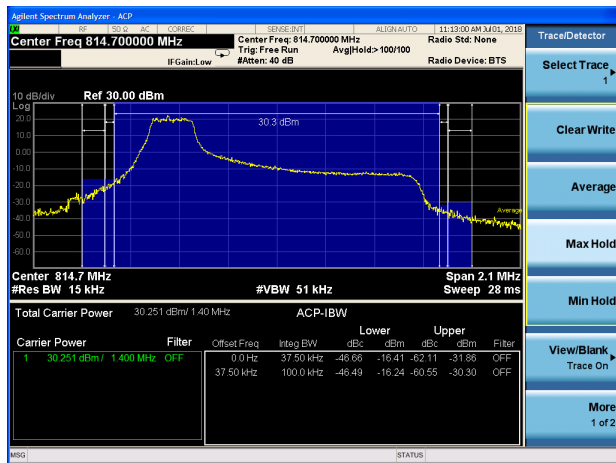 Agilent Spectrum Analyzer - ACP
LXI RF 50 Ω AC CORREC SENSE:INT ALIGN AUTO 11:13:00 AM Jul 01, 2018
Center Freq 814.700000 MHz
Center Freq: 814.700000 MHz
Radio Std: None
Trig: Free Run Avg|Hold:> 100/100
IFGain:Low #Atten: 40 dB Radio Device: BTS
10 dB/div Ref 30.00 dBm
Log
20.0
10.0
0.00
-10.0
-20.0
-30.0
-40.0
-50.0
-60.0
30.3 dBm
Average
Center 814.7 MHz Span 2.1 MHz
#Res BW 15 kHz #VBW 51 kHz Sweep 28 ms
Total Carrier Power 30.251 dBm/ 1.40 MHz ACP-IBW
Lower Upper
Carrier Power Filter Offset Freq Integ BW dBc dBm dBc dBm Filter
1 30.251 dBm / 1.400 MHz OFF 0.0 Hz 37.50 kHz -46.66 -16.41 -62.11 -31.86 OFF
37.50 kHz 100.0 kHz -46.49 -16.24 -60.55 -30.30 OFF
MSG STATUS
Trace/Detector
Select Trace
1
Clear Write
Average
Max Hold
Min Hold
View/Blank
Trace On
More
1 of 2